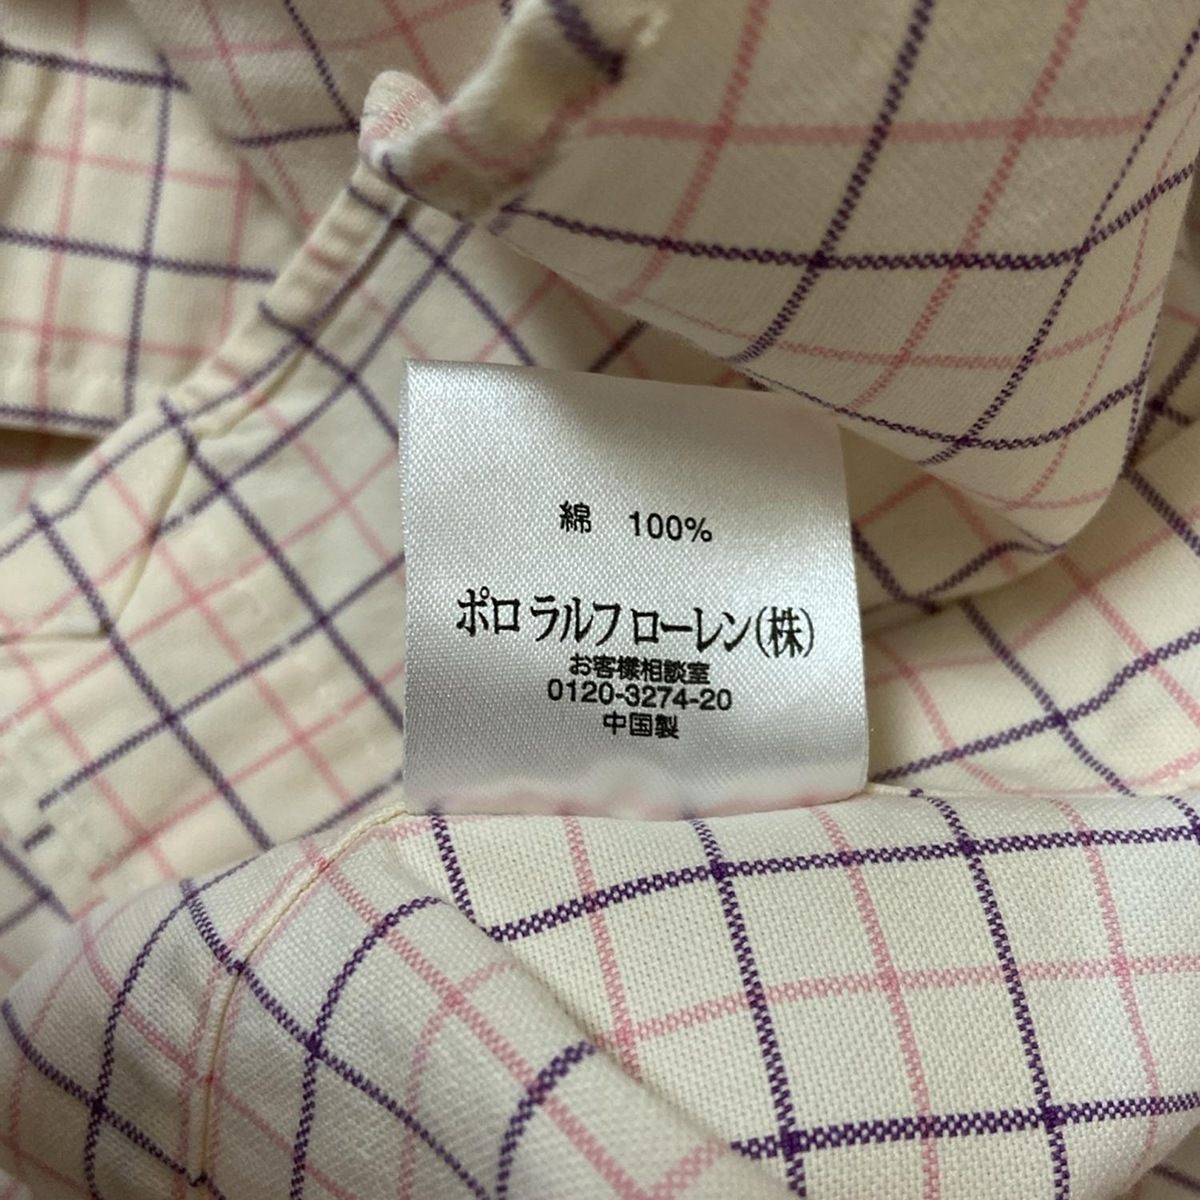 綿 100%
ポロ ラルフ ローレン(株)
お客様相談室
0120-3274-20
中国製